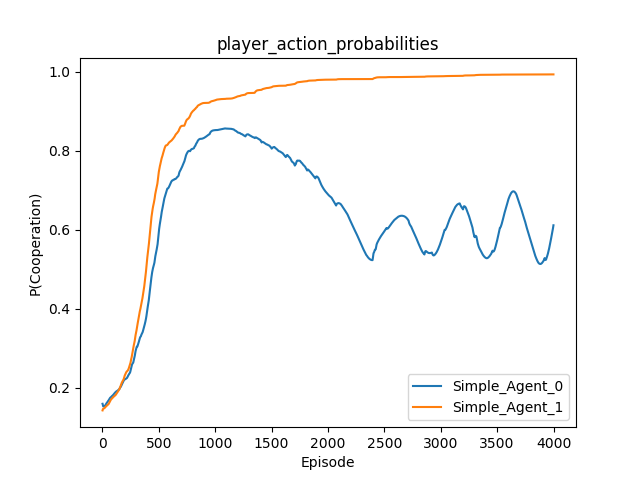 player_action_probabilities
P(Cooperation)
1.0
0.8
0.6
0.4
0.2
Simple_Agent_0
Simple_Agent_1
0 500 1000 1500 2000 2500 3000 3500 4000
Episode